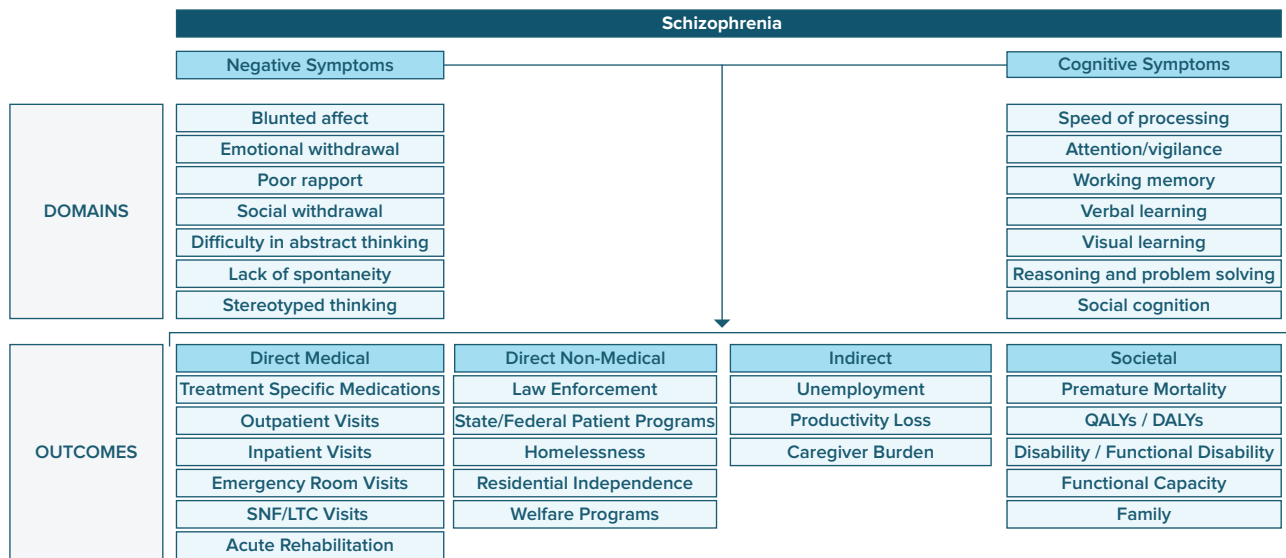 Schizophrenia
Negative Symptoms
Cognitive Symptoms
DOMAINS
Blunted affect
Emotional withdrawal
Poor rapport
Social withdrawal
Difficulty in abstract thinking
Lack of spontaneity
Stereotyped thinking
Speed of processing
Attention/vigilance
Working memory
Verbal learning
Visual learning
Reasoning and problem solving
Social cognition
OUTCOMES
Direct Medical
Treatment Specific Medications
Outpatient Visits
Inpatient Visits
Emergency Room Visits
SNF/LTC Visits
Acute Rehabilitation
Direct Non-Medical
Law Enforcement
State/Federal Patient Programs
Homelessness
Residential Independence
Welfare Programs
Indirect
Unemployment
Productivity Loss
Caregiver Burden
Societal
Premature Mortality
QALYs / DALYs
Disability / Functional Disability
Functional Capacity
Family